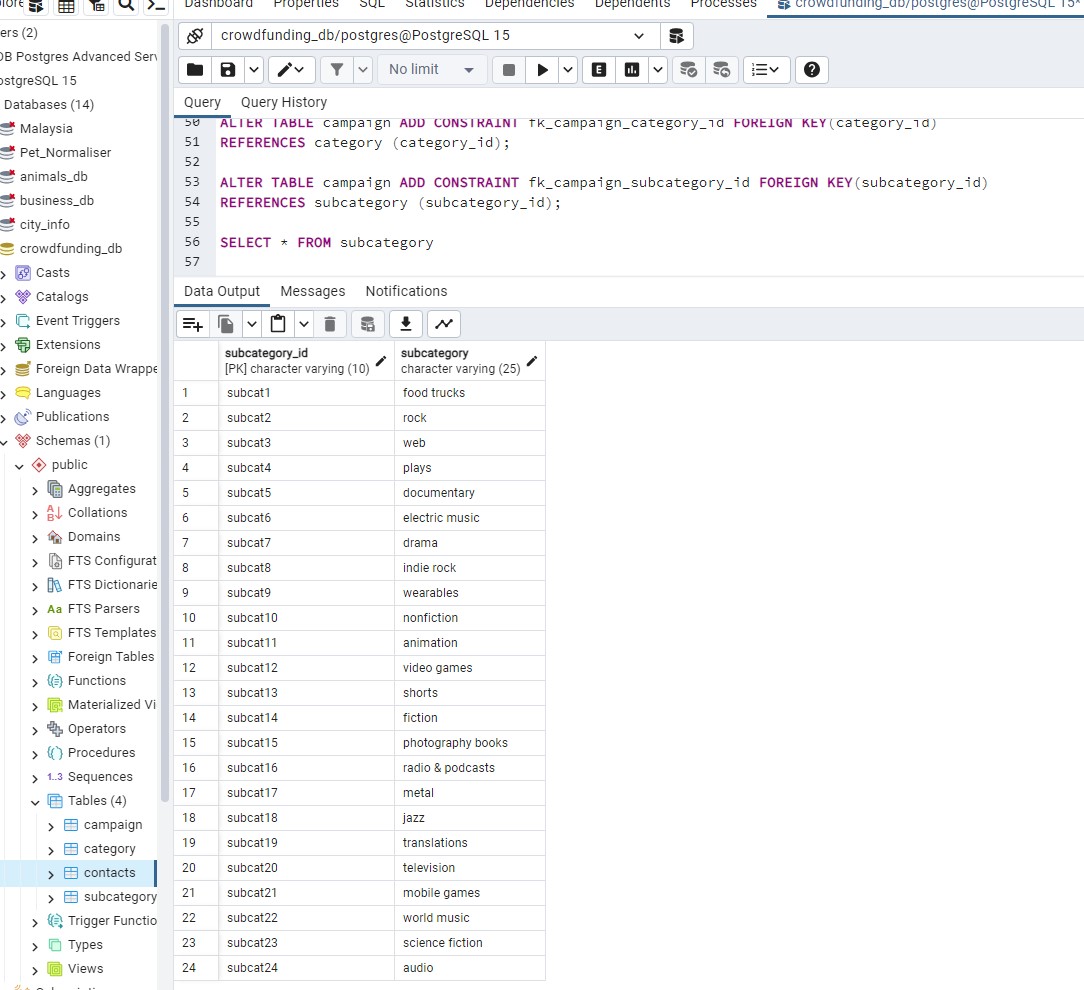 Dashboard Properties SQL Statistics Dependencies Dependents Processes crowdfunding_db/postgres@PostgreSQL 15*
crowdfunding_db/postgres@PostgreSQL 15
No limit
E
Query Query History
50 ALTER TABLE campaign ADD CONSTRAINT fk_campaign_category_id FOREIGN KEY(category_id)
51 REFERENCES category (category_id);
52
53 ALTER TABLE campaign ADD CONSTRAINT fk_campaign_subcategory_id FOREIGN KEY(subcategory_id)
54 REFERENCES subcategory (subcategory_id);
55
56 SELECT * FROM subcategory
57
Data Output Messages Notifications
subcategory_id
[PK] character varying (10)
subcategory
character varying (25)
1 subcat1 food trucks
2 subcat2 rock
3 subcat3 web
4 subcat4 plays
5 subcat5 documentary
6 subcat6 electric music
7 subcat7 drama
8 subcat8 indie rock
9 subcat9 wearables
10 subcat10 nonfiction
11 subcat11 animation
12 subcat12 video games
13 subcat13 shorts
14 subcat14 fiction
15 subcat15 photography books
16 subcat16 radio & podcasts
17 subcat17 metal
18 subcat18 jazz
19 subcat19 translations
20 subcat20 television
21 subcat21 mobile games
22 subcat22 world music
23 subcat23 science fiction
24 subcat24 audio
ers (2)
DB Postgres Advanced Serv
ostgreSQL 15
Databases (14)
Malaysia
Pet_Normaliser
animals_db
business_db
city_info
crowdfunding_db
Casts
Catalogs
Event Triggers
Extensions
Foreign Data Wrappe
Languages
Publications
Schemas (1)
public
Aggregates
Collations
Domains
FTS Configurat
FTS Dictionarie
Aa FTS Parsers
FTS Templates
Foreign Tables
Functions
Materialized Vi
Operators
Procedures
1..3 Sequences
Tables (4)
campaign
category
contacts
subcategory
Trigger Functio
Types
Views